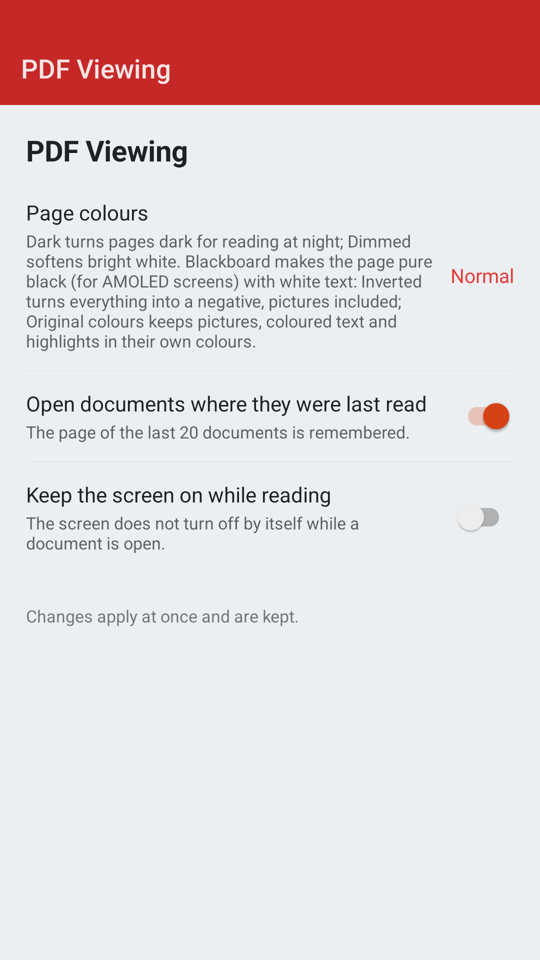 PDF Viewing
PDF Viewing
Page colours
Dark turns pages dark for reading at night; Dimmed
softens bright white. Blackboard makes the page pure
black (for AMOLED screens) with white text: Inverted
turns everything into a negative, pictures included;
Original colours keeps pictures, coloured text and
highlights in their own colours.
Normal
Open documents where they were last read
The page of the last 20 documents is remembered.
Keep the screen on while reading
The screen does not turn off by itself while a
document is open.
Changes apply at once and are kept.